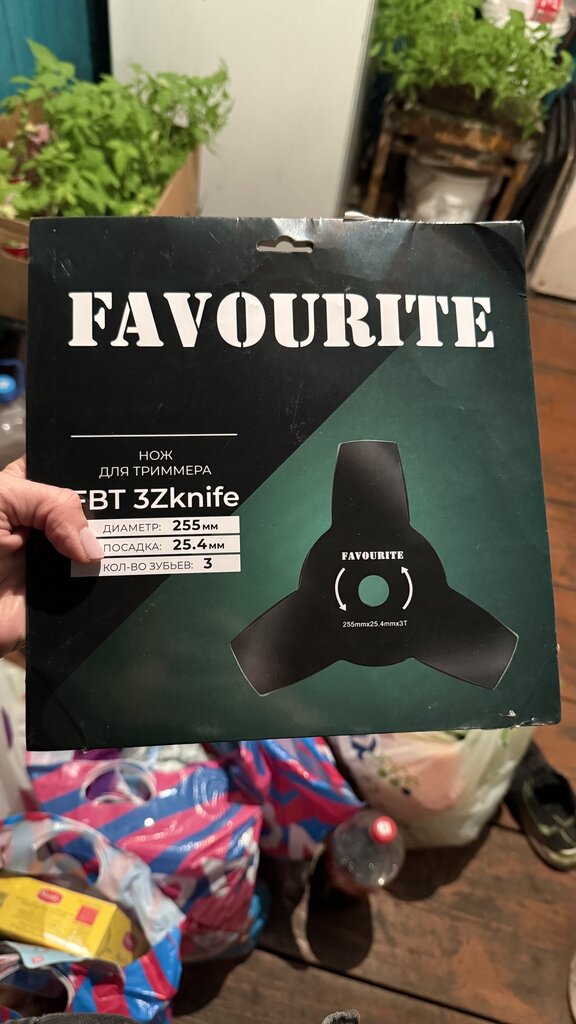 FAVOURITE
НОЖ
ДЛЯ ТРИММЕРА
FBT 3Zknife
ДИАМЕТР: 255 мм
ПОСАДКА: 25.4 мм
КОЛ-ВО ЗУБЬЕВ: 3
FAVOURITE
255mmx25.4mmx3T